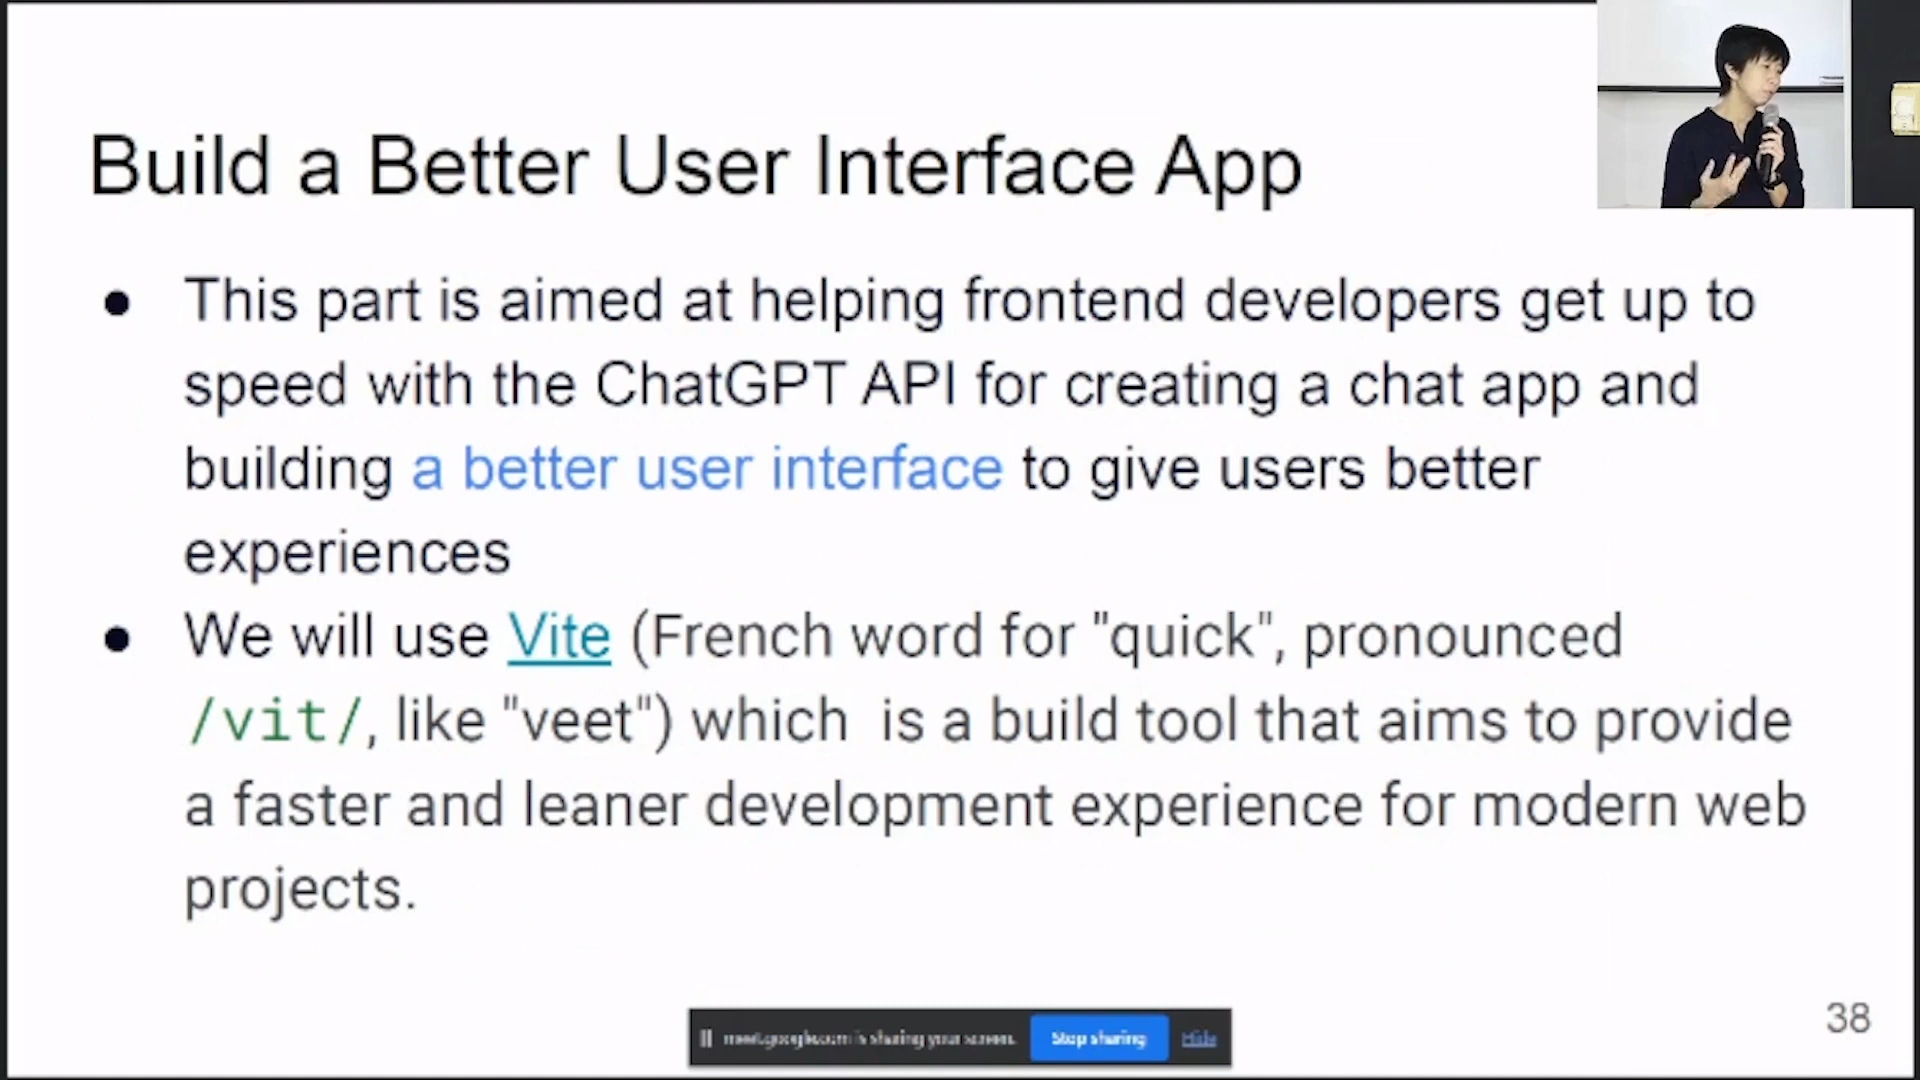 Build a Better User Interface App
● This part is aimed at helping frontend developers get up to
speed with the ChatGPT API for creating a chat app and
building a better user interface to give users better
experiences
● We will use Vite (French word for "quick", pronounced
/vit/, like "veet") which is a build tool that aims to provide
a faster and leaner development experience for modern web
projects.
38
meet.google.com is sharing your screen. Stop sharing Hide